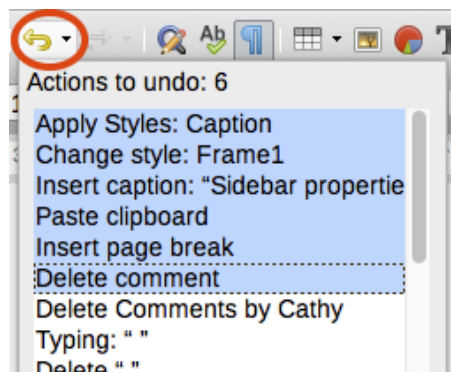 Actions to undo: 6
Apply Styles: Caption
Change style: Frame1
Insert caption: “Sidebar propertie
Paste clipboard
Insert page break
Delete comment
Delete Comments by Cathy
Typing: “ ”
Delete “ ”